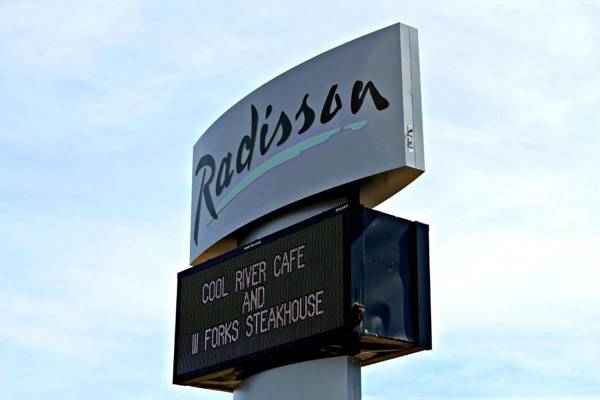 Radisson
COOL RIVER CAFE
AND
III FORKS STEAKHOUSE